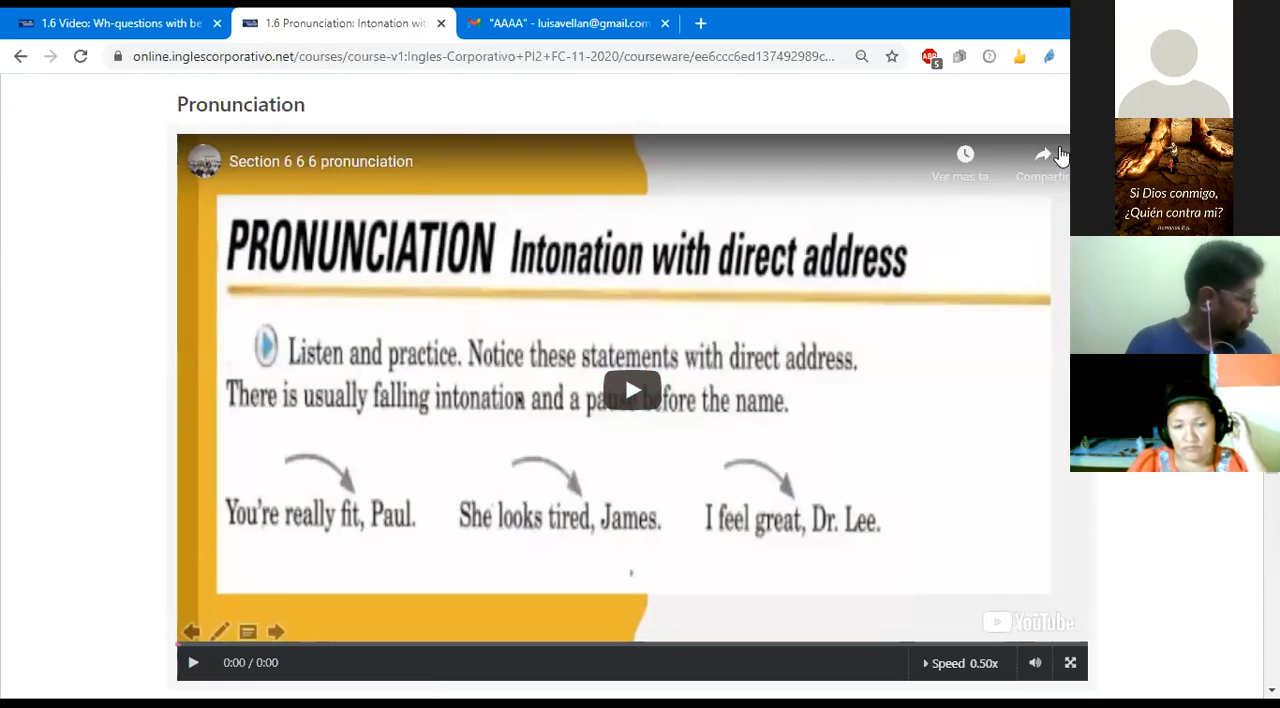 1.6 Video: Wh-questions with be
1.6 Pronunciation: Intonation wit
"AAAA" - luisavellan@gmail.com
online.inglescorporativo.net/courses/course-v1:Ingles-Corporativo+PI2+FC-11-2020/courseware/ee6ccc6ed137492989c...
ABP
5
Pronunciation
Section 6 6 6 pronunciation
Ver más ta...
Compartir
PRONUNCIATION Intonation with direct address
Listen and practice. Notice these statements with direct address.
There is usually falling intonation and a pause before the name.
You're really fit, Paul. She looks tired, James. I feel great, Dr. Lee.
YouTube
0:00 / 0:00
Speed 0.50x
Si Dios conmigo,
¿Quién contra mi?